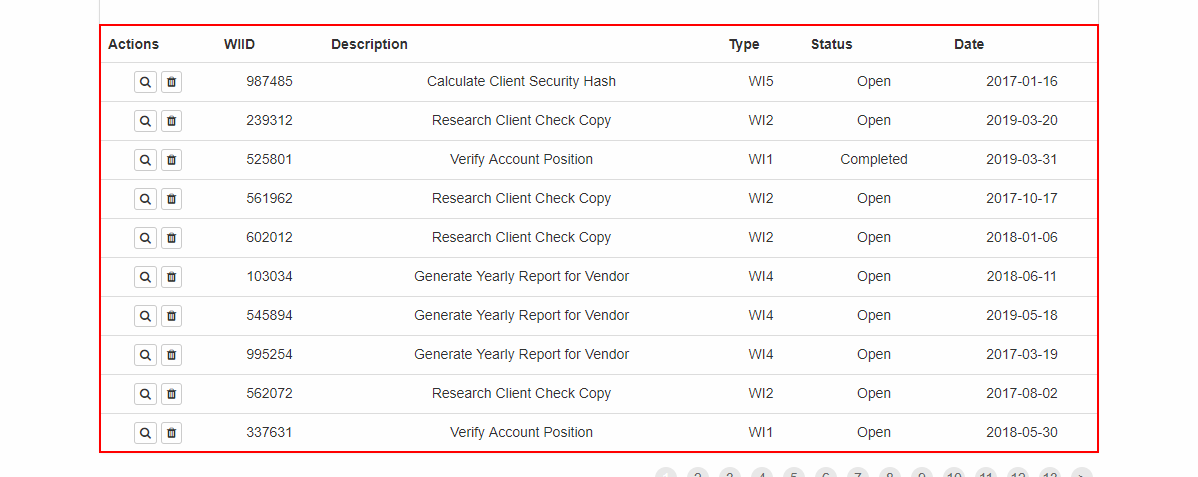 Actions WIID Description Type Status Date
987485 Calculate Client Security Hash WI5 Open 2017-01-16
239312 Research Client Check Copy WI2 Open 2019-03-20
525801 Verify Account Position WI1 Completed 2019-03-31
561962 Research Client Check Copy WI2 Open 2017-10-17
602012 Research Client Check Copy WI2 Open 2018-01-06
103034 Generate Yearly Report for Vendor WI4 Open 2018-06-11
545894 Generate Yearly Report for Vendor WI4 Open 2019-05-18
995254 Generate Yearly Report for Vendor WI4 Open 2017-03-19
562072 Research Client Check Copy WI2 Open 2017-08-02
337631 Verify Account Position WI1 Open 2018-05-30
2 3 4 5 6 7 8 9 10 11 12 13 >